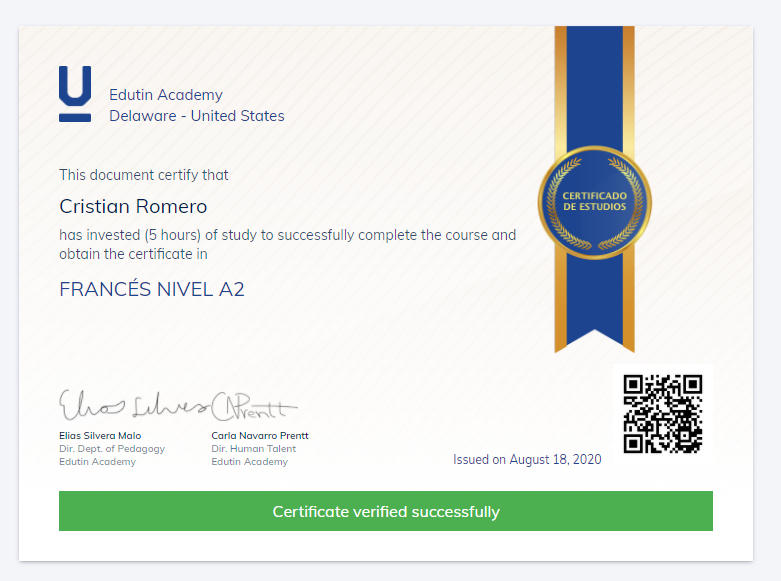 Edutin Academy
Delaware - United States
This document certify that
Cristian Romero
has invested (5 hours) of study to successfully complete the course and
obtain the certificate in
FRANCÉS NIVEL A2
CERTIFICADO
DE ESTUDIOS
Elias Silvera Malo
Dir. Dept. of Pedagogy
Edutin Academy
Carla Navarro Prentt
Dir. Human Talent
Edutin Academy
Issued on August 18, 2020
Certificate verified successfully